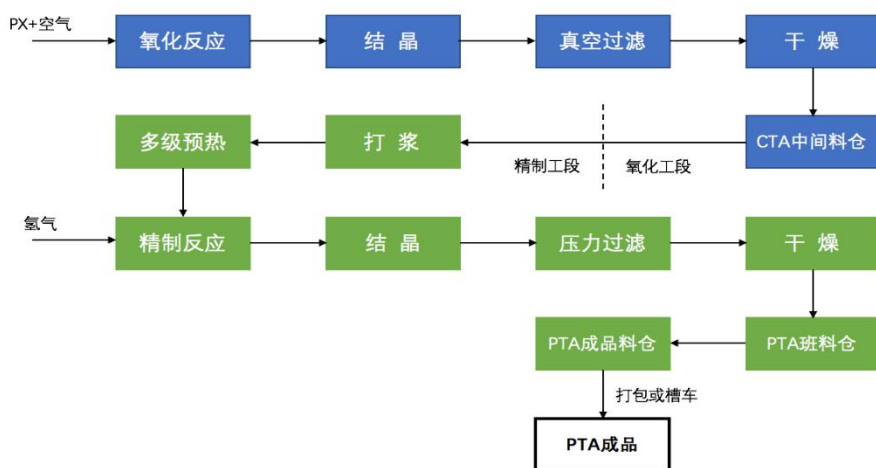 PX+空气
氧化反应
结 晶
真空过滤
干 燥
多级预热
打 浆
CTA中间料仓
精制工段
氧化工段
氢气
精制反应
结 晶
压力过滤
干 燥
PTA成品料仓
PTA班料仓
打包或槽车
PTA成品